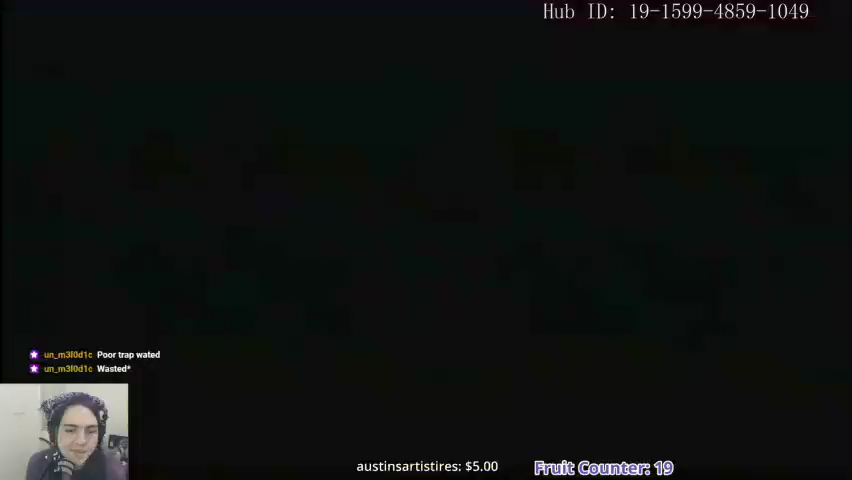 Hub ID: 19-1599-4859-1049
un_m3l0d1c Poor trap wated
un_m3l0d1c Wasted*
austinsartistires: $5.00
Fruit Counter: 19